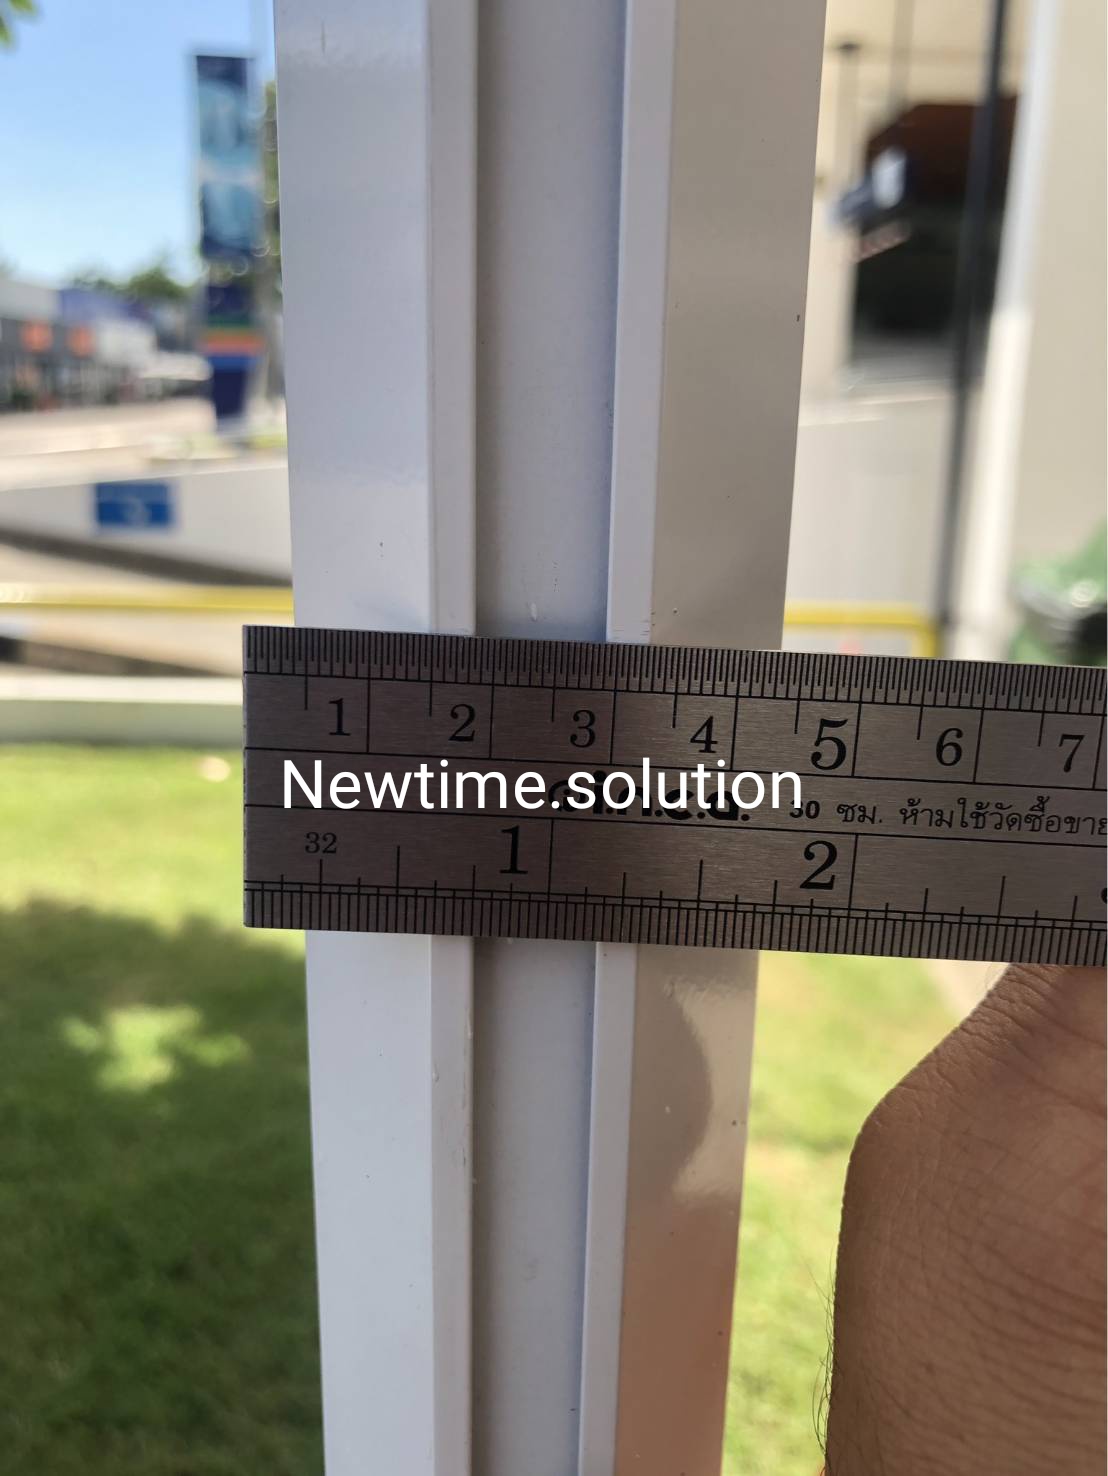 1 2 3 4 5 6 7
Newtime.solution
30 ซม. ห้ามใช้วัดซื้อขาย
32 1 2